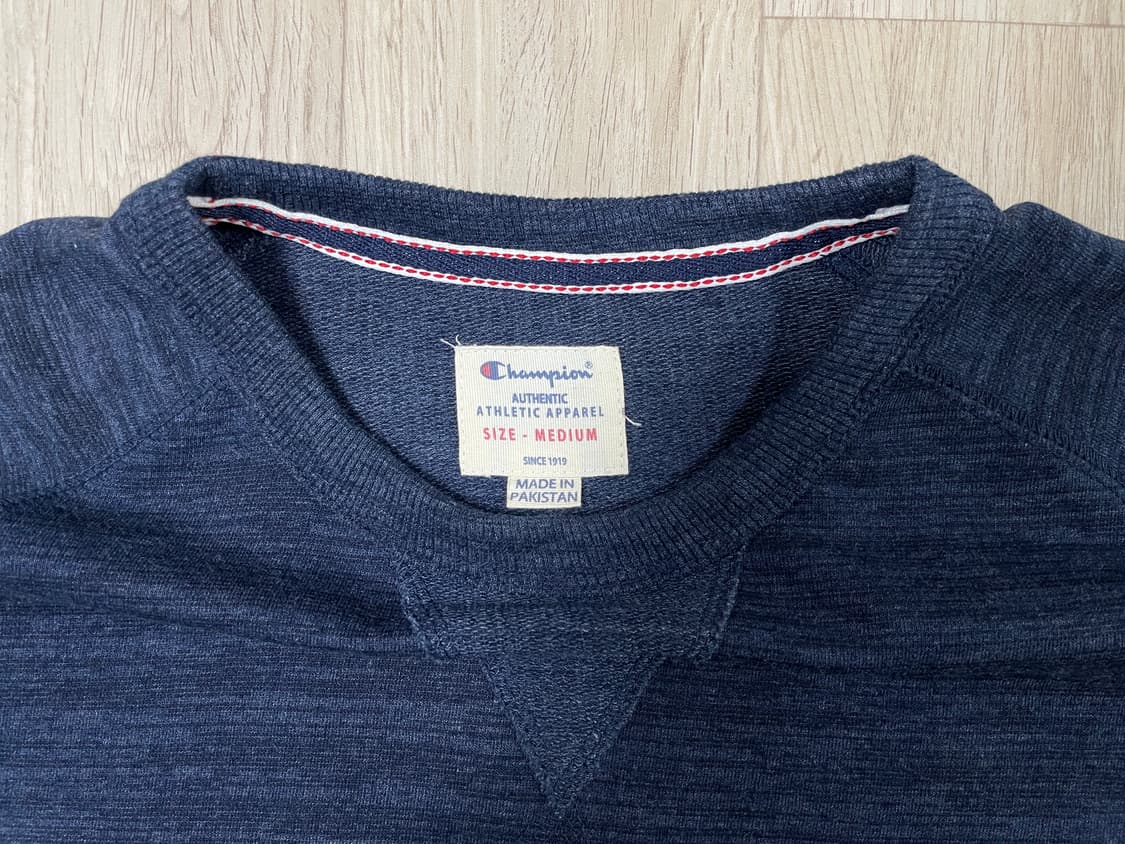 Champion®
AUTHENTIC
ATHLETIC APPAREL
SIZE - MEDIUM
SINCE 1919
MADE IN
PAKISTAN